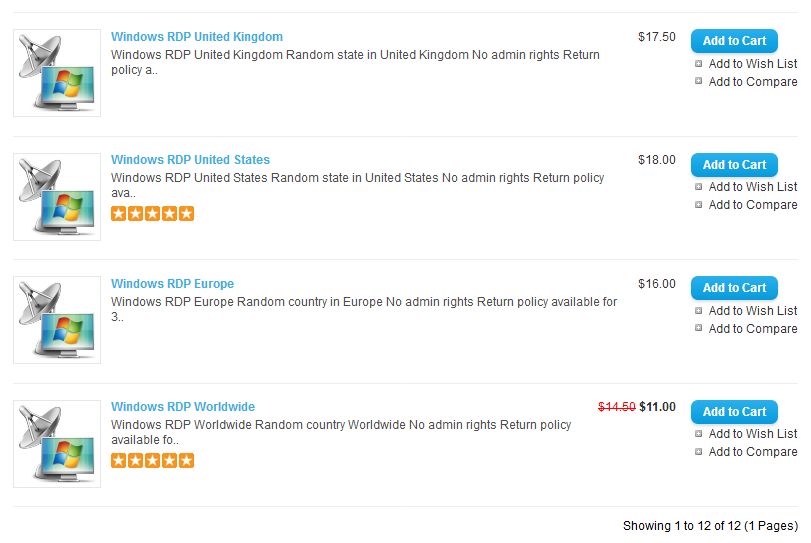 Windows RDP United Kingdom
$17.50
Add to Cart
Windows RDP United Kingdom Random state in United Kingdom No admin rights Return
policy a..
Add to Wish List
Add to Compare
Windows RDP United States
$18.00
Add to Cart
Windows RDP United States Random state in United States No admin rights Return policy
ava..
Add to Wish List
Add to Compare
Windows RDP Europe
$16.00
Add to Cart
Windows RDP Europe Random country in Europe No admin rights Return policy available for
3..
Add to Wish List
Add to Compare
Windows RDP Worldwide
$14.50 $11.00
Add to Cart
Windows RDP Worldwide Random country Worldwide No admin rights Return policy
available fo..
Add to Wish List
Add to Compare
Showing 1 to 12 of 12 (1 Pages)